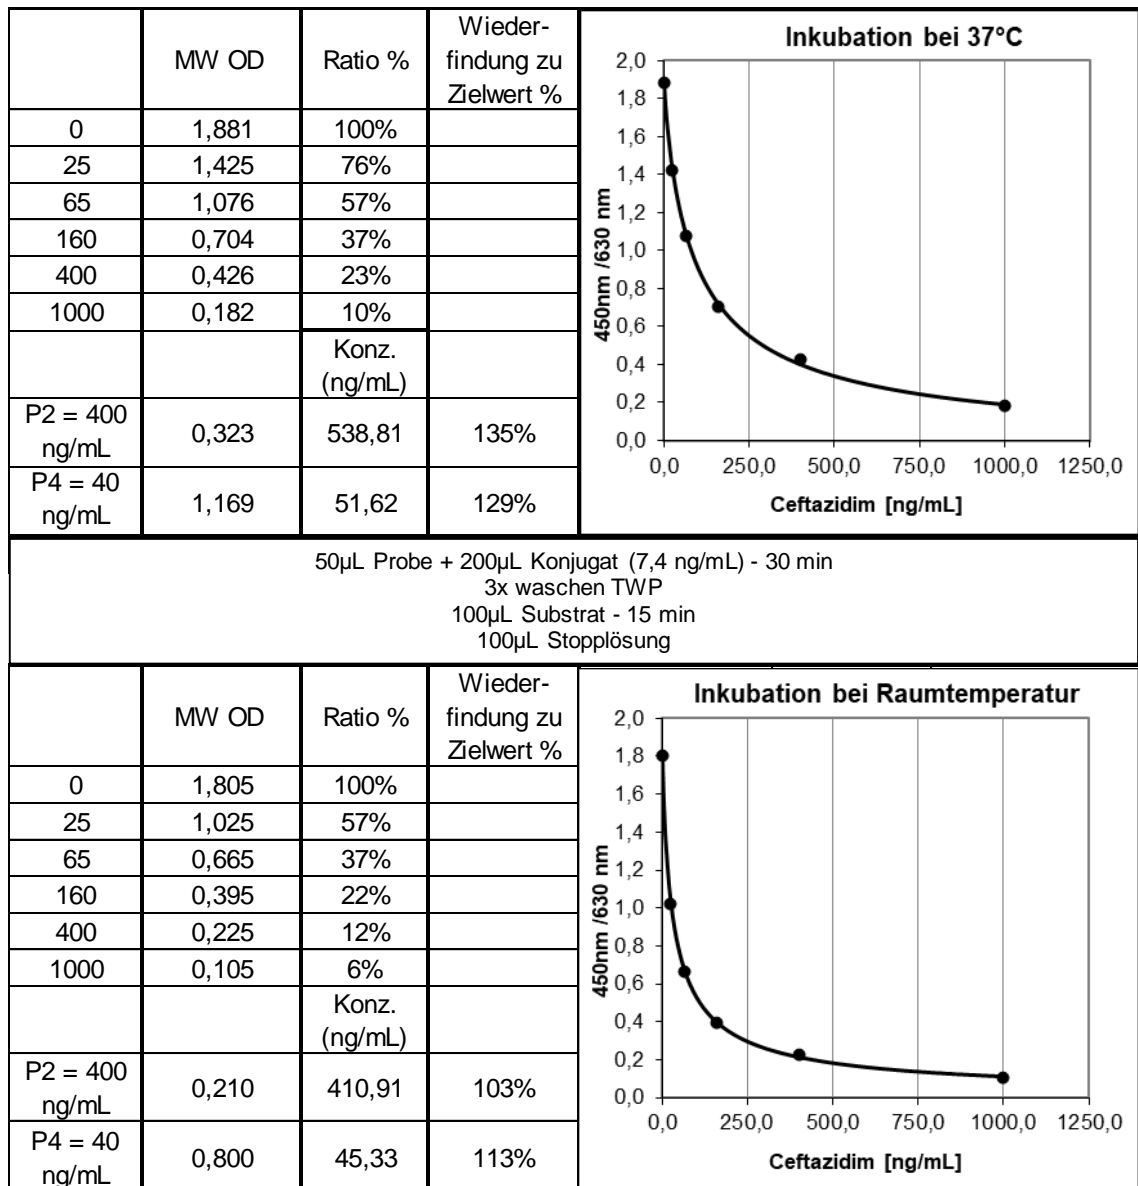 MW OD Ratio % Wieder-
findung zu
Zielwert %
0 1,881 100%
25 1,425 76%
65 1,076 57%
160 0,704 37%
400 0,426 23%
1000 0,182 10%
Konz.
(ng/mL)
P2 = 400
ng/mL 0,323 538,81 135%
P4 = 40
ng/mL 1,169 51,62 129%
Inkubation bei 37°C
2,0
1,8
1,6
1,4
1,2
1,0
0,8
0,6
0,4
0,2
0,0
450nm /630 nm
0,0 250,0 500,0 750,0 1000,0 1250,0
Ceftazidim [ng/mL]
50µL Probe + 200µL Konjugat (7,4 ng/mL) - 30 min
3x waschen TWP
100µL Substrat - 15 min
100µL Stopplösung
MW OD Ratio % Wieder-
findung zu
Zielwert %
0 1,805 100%
25 1,025 57%
65 0,665 37%
160 0,395 22%
400 0,225 12%
1000 0,105 6%
Konz.
(ng/mL)
P2 = 400
ng/mL 0,210 410,91 103%
P4 = 40
ng/mL 0,800 45,33 113%
Inkubation bei Raumtemperatur
2,0
1,8
1,6
1,4
1,2
1,0
0,8
0,6
0,4
0,2
0,0
450nm /630 nm
0,0 250,0 500,0 750,0 1000,0 1250,0
Ceftazidim [ng/mL]